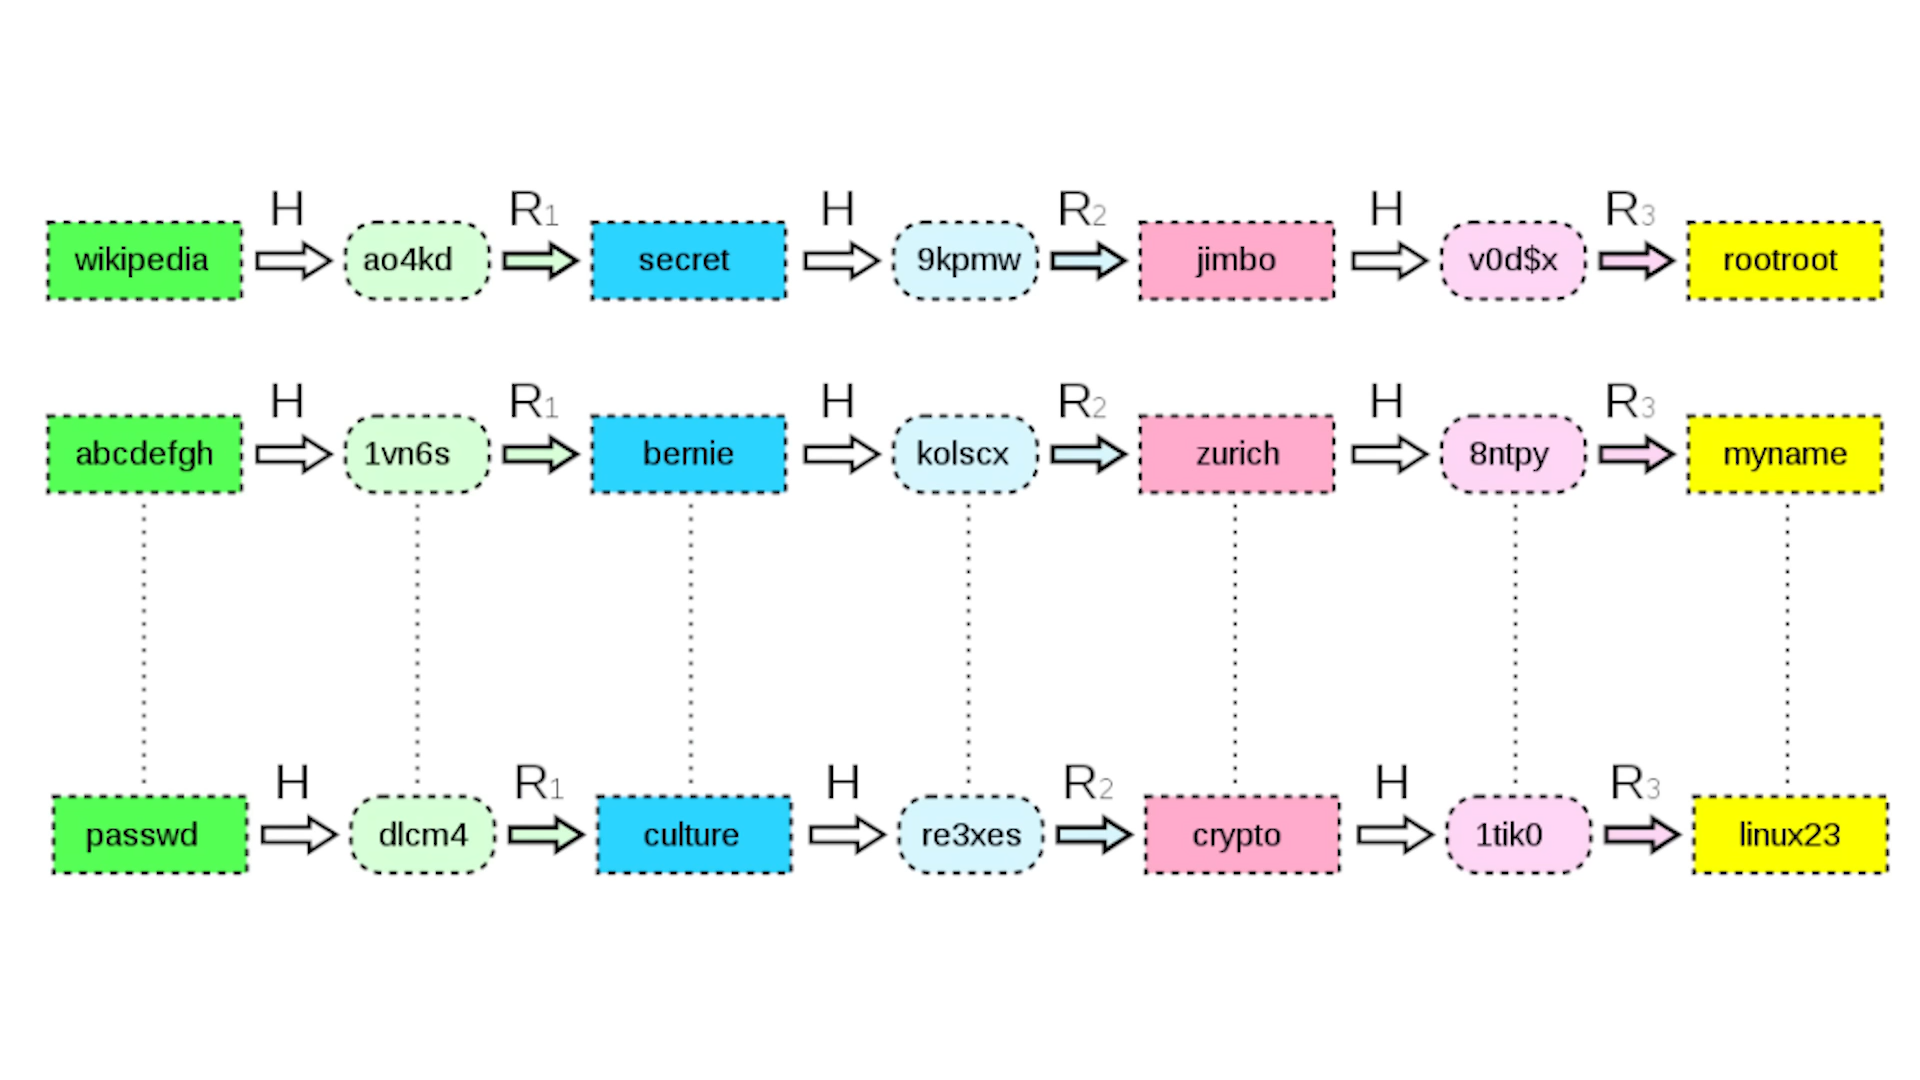 H R1 H R2 H R3
wikipedia ao4kd secret 9kpmw jimbo v0d$x rootroot
H R1 H R2 H R3
abcdefgh 1vn6s bernie kolscx zurich 8ntpy myname
H R1 H R2 H R3
passwd dlcm4 culture re3xes crypto 1tik0 linux23